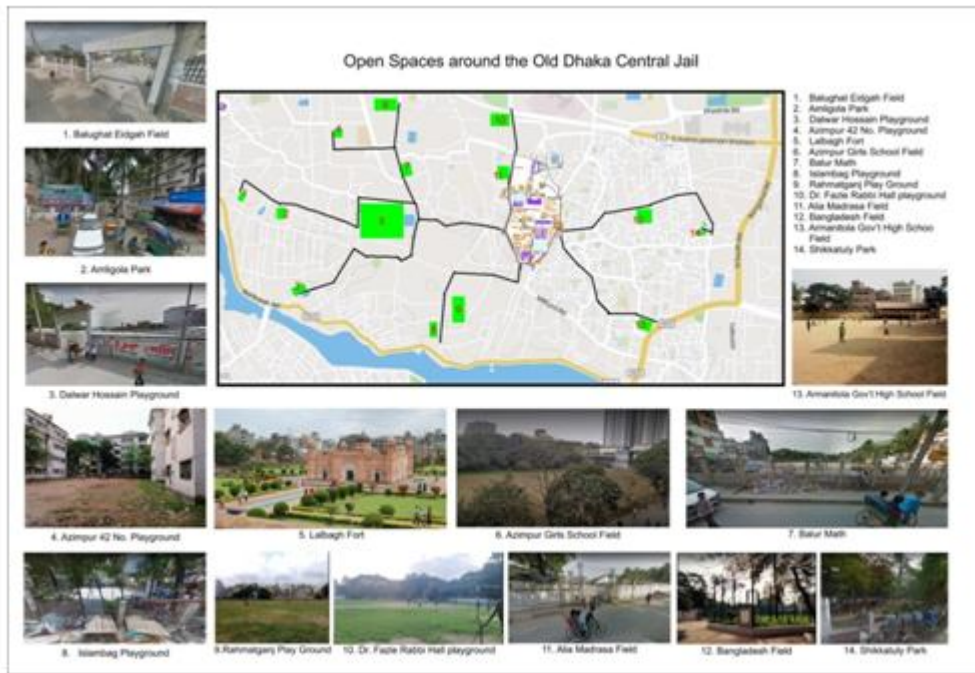 Open Spaces around the Old Dhaka Central Jail
1. Balughat Eidgah Field
2. Amligola Park
3. Dalwar Hossain Playground
4. Azimpur 42 No. Playground
5. Lalbagh Fort
6. Azimpur Girls School Field
7. Balur Math
8. Islambag Playground
9. Rahmatganj Play Ground
10. Dr. Fazle Rabbi Hall playground
11. Alia Madrasa Field
12. Bangladesh Field
13. Armanitola Gov't High Schoo
Field
14. Shikkatuly Park
1. Balughat Eidgah Field
2. Amligola Park
3. Dalwar Hossain Playground
13. Armanitola Gov't High School Field
4. Azimpur 42 No. Playground
5. Lalbagh Fort
6. Azimpur Girls School Field
7. Balur Math
8. Islambag Playground
9.Rahmatganj Play Ground
10. Dr. Fazle Rabbi Hall playground
11. Alia Madrasa Field
12. Bangladesh Field
14. Shikkatuly Park